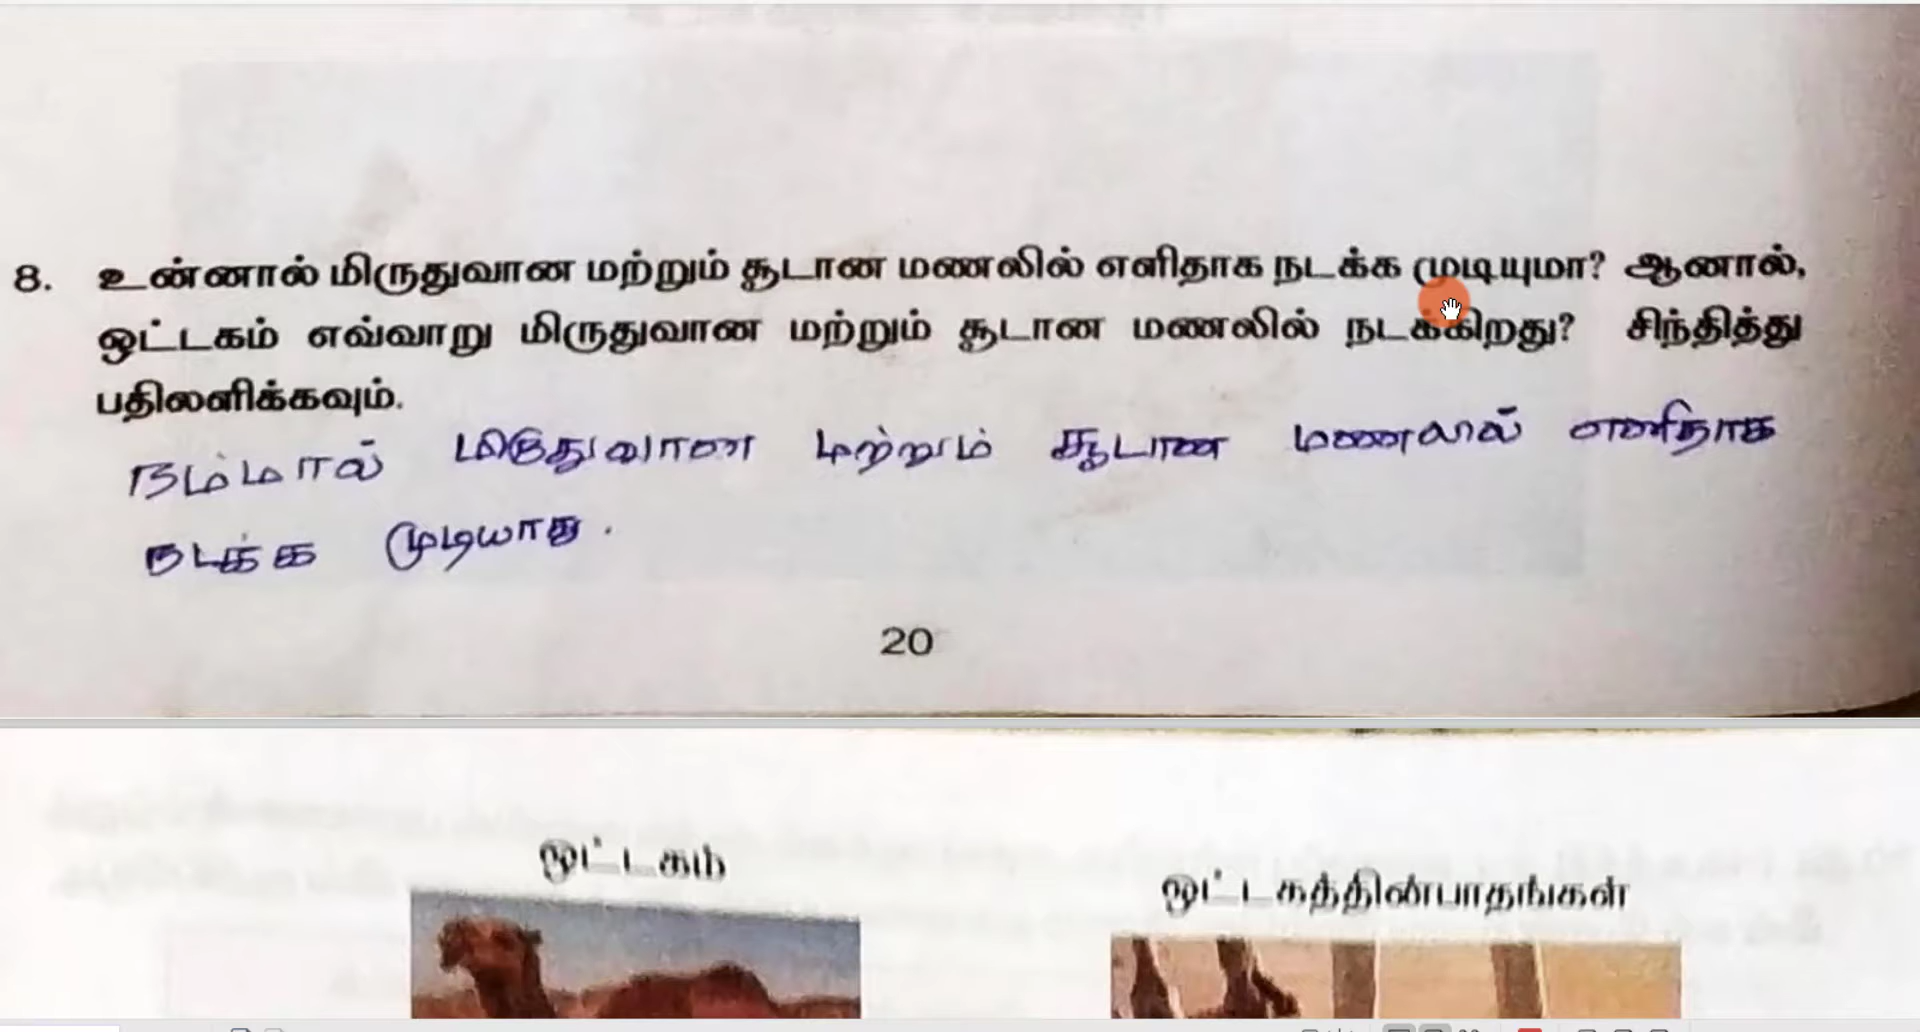 8. உன்னால் மிருதுவான மற்றும் சூடான மணலில் எளிதாக நடக்க முடியுமா? ஆனால்,
ஒட்டகம் எவ்வாறு மிருதுவான மற்றும் சூடான மணலில் நடக்கிறது? சிந்தித்து
பதிலளிக்கவும்.
நம்மால் மிருதுவான மற்றும் சூடான மணலில் எளிதாக
நடக்க முடியாது.
20
ஒட்டகம்
ஒட்டகத்தின்பாதங்கள்